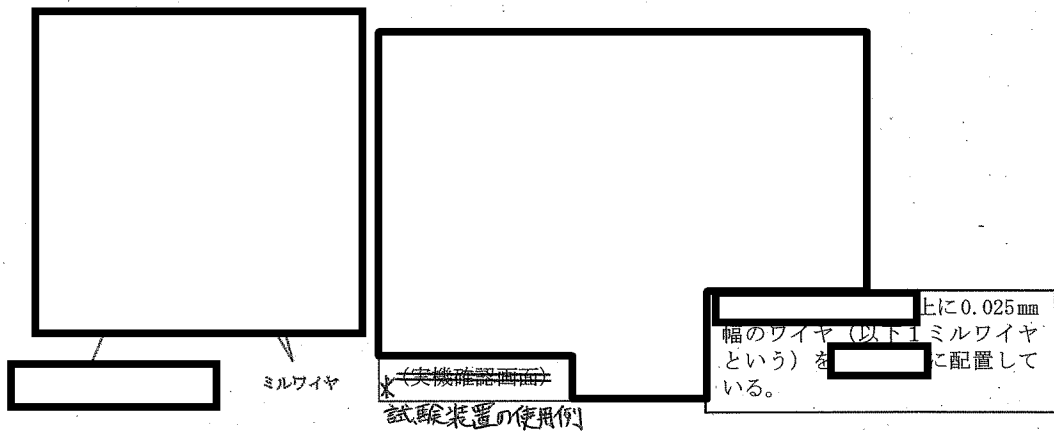 上に0.025mm
幅のワイヤ（以下1ミルワイヤ
という）を に配置して
いる。
ミルワイヤ
(実機確認画面)
試験装置の使用例